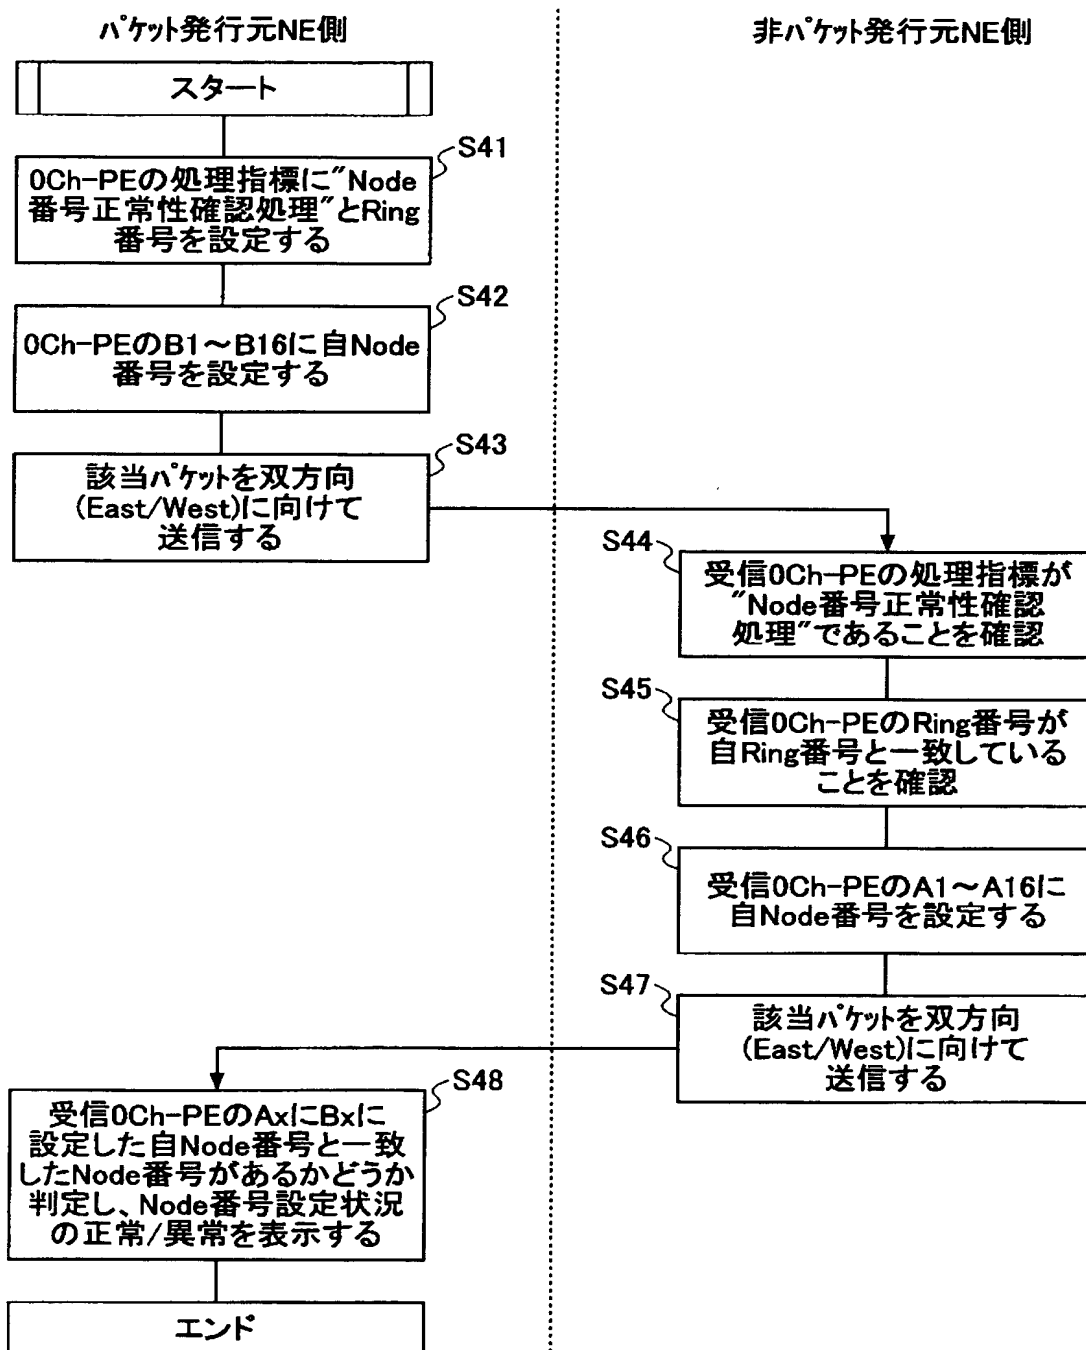 パケット発行元NE側
非パケット発行元NE側
スタート
S41
0Ch-PEの処理指標に"Node
番号正常性確認処理"とRing
番号を設定する
S42
0Ch-PEのB1～B16に自Node
番号を設定する
S43
該当パケットを双方向
(East/West)に向けて
送信する
S44
受信0Ch-PEの処理指標が
"Node番号正常性確認
処理"であることを確認
S45
受信0Ch-PEのRing番号が
自Ring番号と一致している
ことを確認
S46
受信0Ch-PEのA1～A16に
自Node番号を設定する
S47
該当パケットを双方向
(East/West)に向けて
送信する
S48
受信0Ch-PEのAxにBxに
設定した自Node番号と一致
したNode番号があるかどうか
判定し、Node番号設定状況
の正常/異常を表示する
エンド